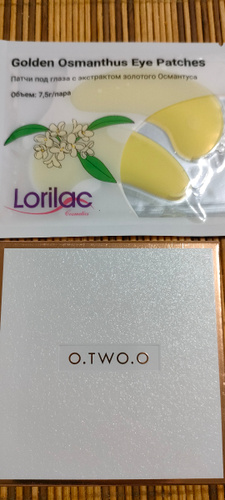 Golden Osmanthus Eye Patches
Патчи под глаза с экстрактом золотого Османтуса
Объем: 7,5г/пара
Lorilac
Cosmetics
O.TWO.O